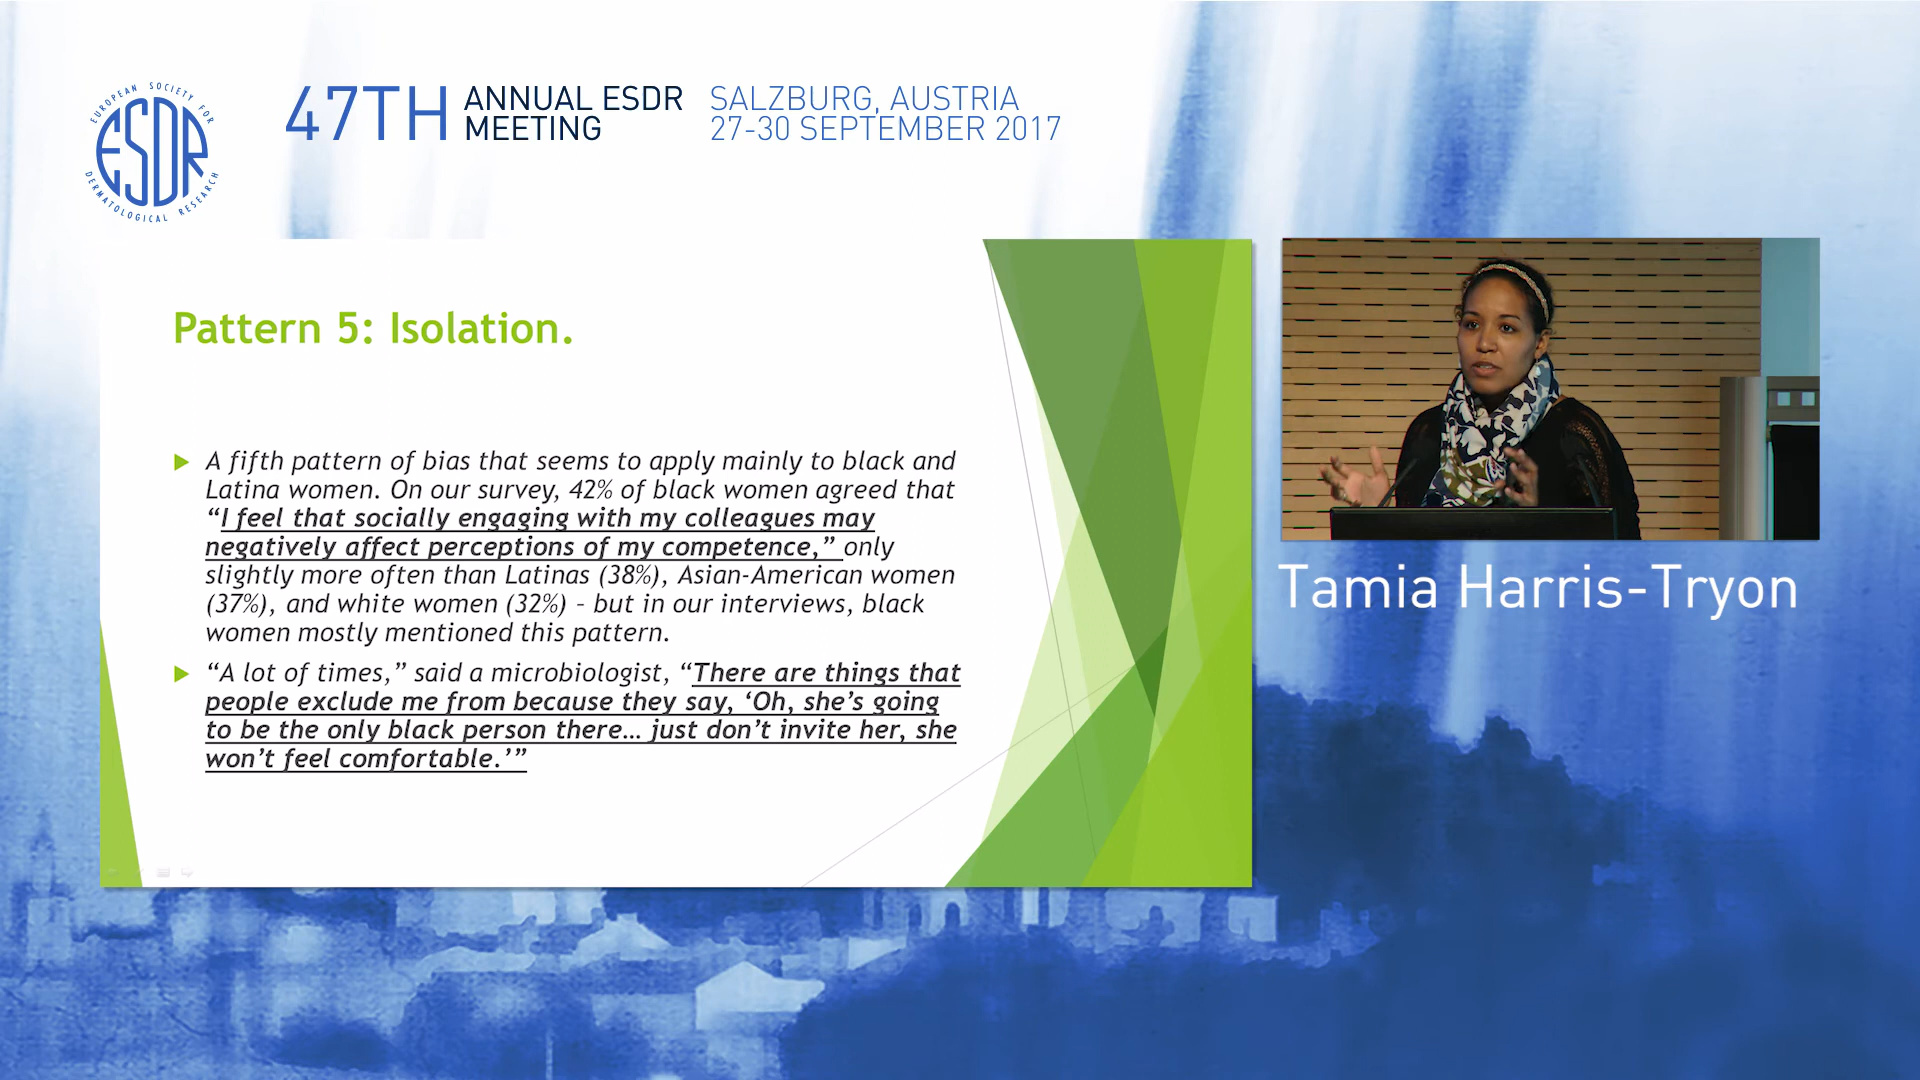 EUROPEAN SOCIETY FOR
ESDR
DERMATOLOGICAL RESEARCH
47TH
ANNUAL ESDR
MEETING
SALZBURG, AUSTRIA
27-30 SEPTEMBER 2017
Pattern 5: Isolation.
A fifth pattern of bias that seems to apply mainly to black and
Latina women. On our survey, 42% of black women agreed that
“I feel that socially engaging with my colleagues may
negatively affect perceptions of my competence,” only
slightly more often than Latinas (38%), Asian-American women
(37%), and white women (32%) – but in our interviews, black
women mostly mentioned this pattern.
“A lot of times,” said a microbiologist, “There are things that
people exclude me from because they say, ‘Oh, she’s going
to be the only black person there… just don’t invite her, she
won’t feel comfortable.’”
Tamia Harris-Tryon